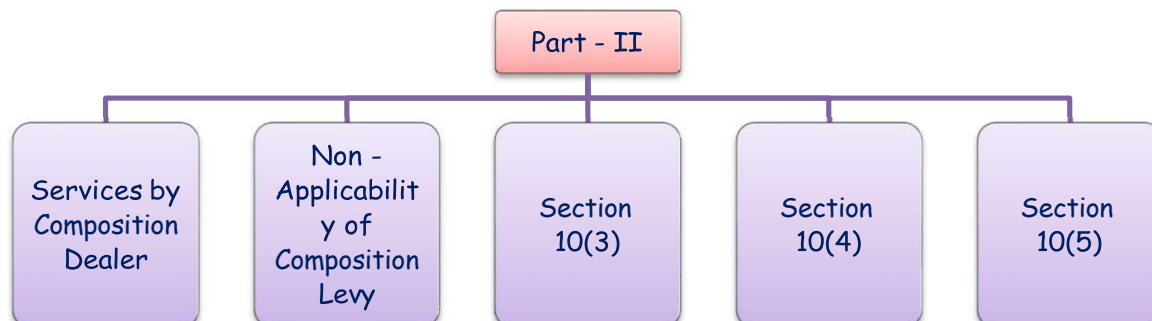 Part - II
Services by
Composition
Dealer
Non -
Applicabilit
y of
Composition
Levy
Section
10(3)
Section
10(4)
Section
10(5)